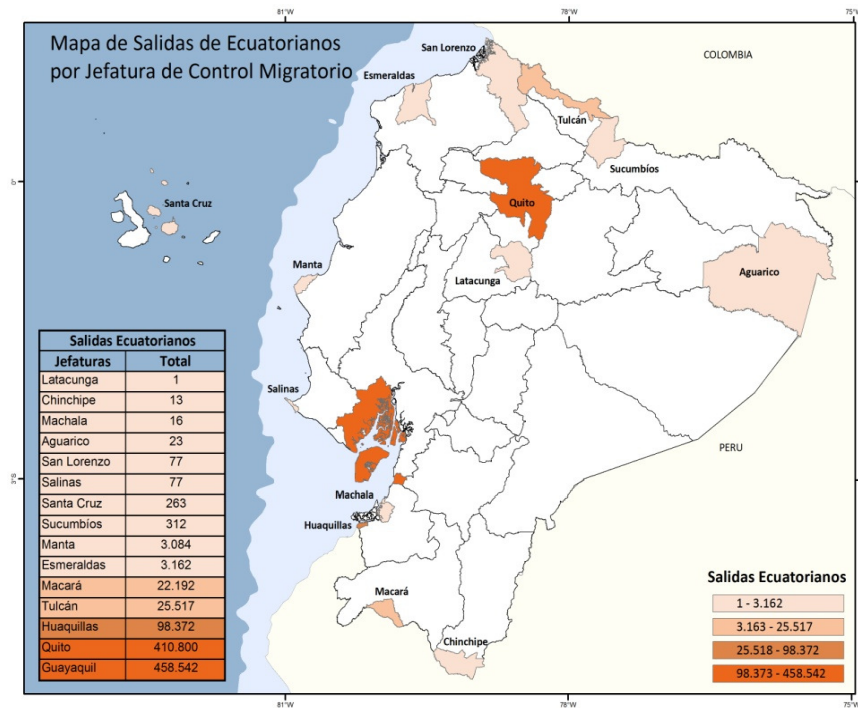 81°W
78°W
75°W
Mapa de Salidas de Ecuatorianos
por Jefatura de Control Migratorio
San Lorenzo
COLOMBIA
Esmeraldas
Tulcán
Sucumbíos
0°
Santa Cruz
Quito
Manta
Latacunga
Aguarico
Salidas Ecuatorianos
Jefaturas Total
Latacunga 1
Chinchipe 13
Machala 16
Aguarico 23
San Lorenzo 77
Salinas 77
Santa Cruz 263
Sucumbíos 312
Manta 3.084
Esmeraldas 3.162
Macará 22.192
Tulcán 25.517
Huaquillas 98.372
Quito 410.800
Guayaquil 458.542
Salinas
PERU
3°S
Machala
Huaquillas
Macará
Chinchipe
Salidas Ecuatorianos
1 - 3.162
3.163 - 25.517
25.518 - 98.372
98.373 - 458.542
81°W
78°W
75°W